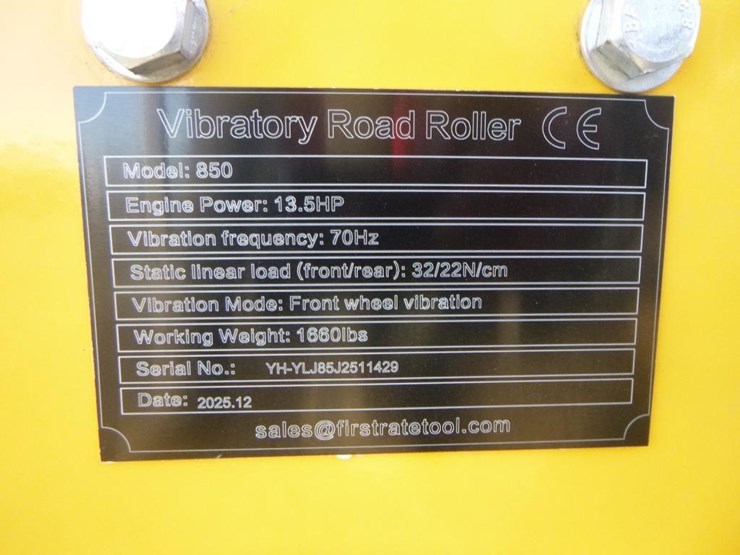 Vibratory Road Roller CE
Model: 850
Engine Power: 13.5HP
Vibration frequency: 70Hz
Static linear load (front/rear): 32/22N/cm
Vibration Mode: Front wheel vibration
Working Weight: 1660lbs
Serial No.: YH-YLJ85J2511429
Date: 2025.12
sales@firstratetool.com